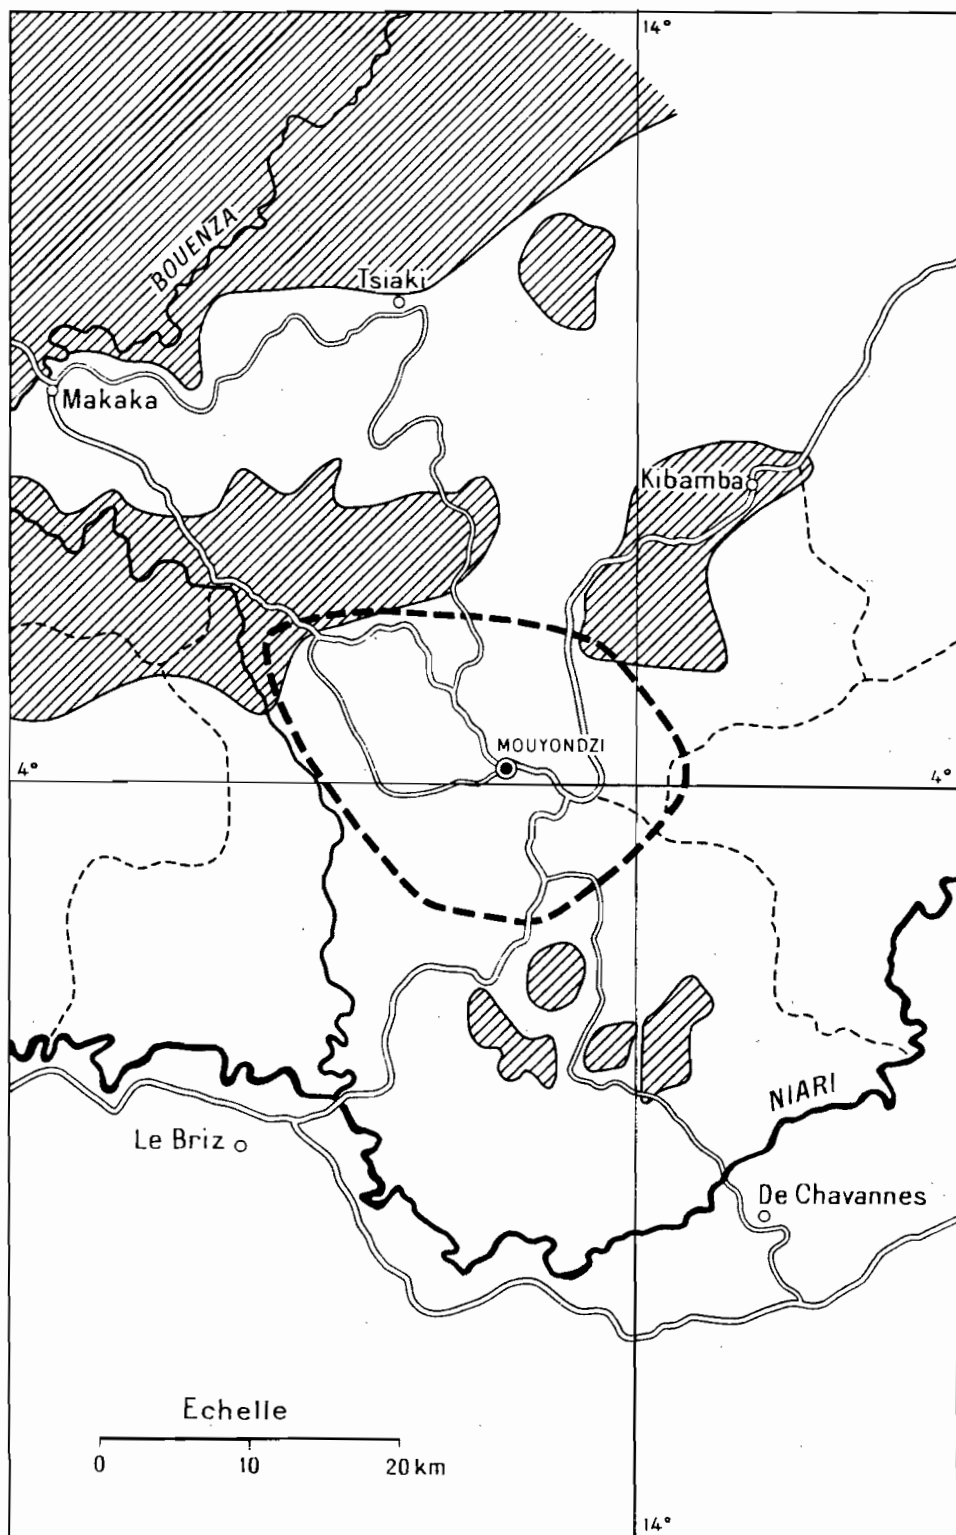 14°
BOUENZA
Tsiaki
Makaka
Kibamba
MOUYONDZI
4°
4°
NIARI
Le Briz
De Chavannes
Echelle
0 10 20 km
14°